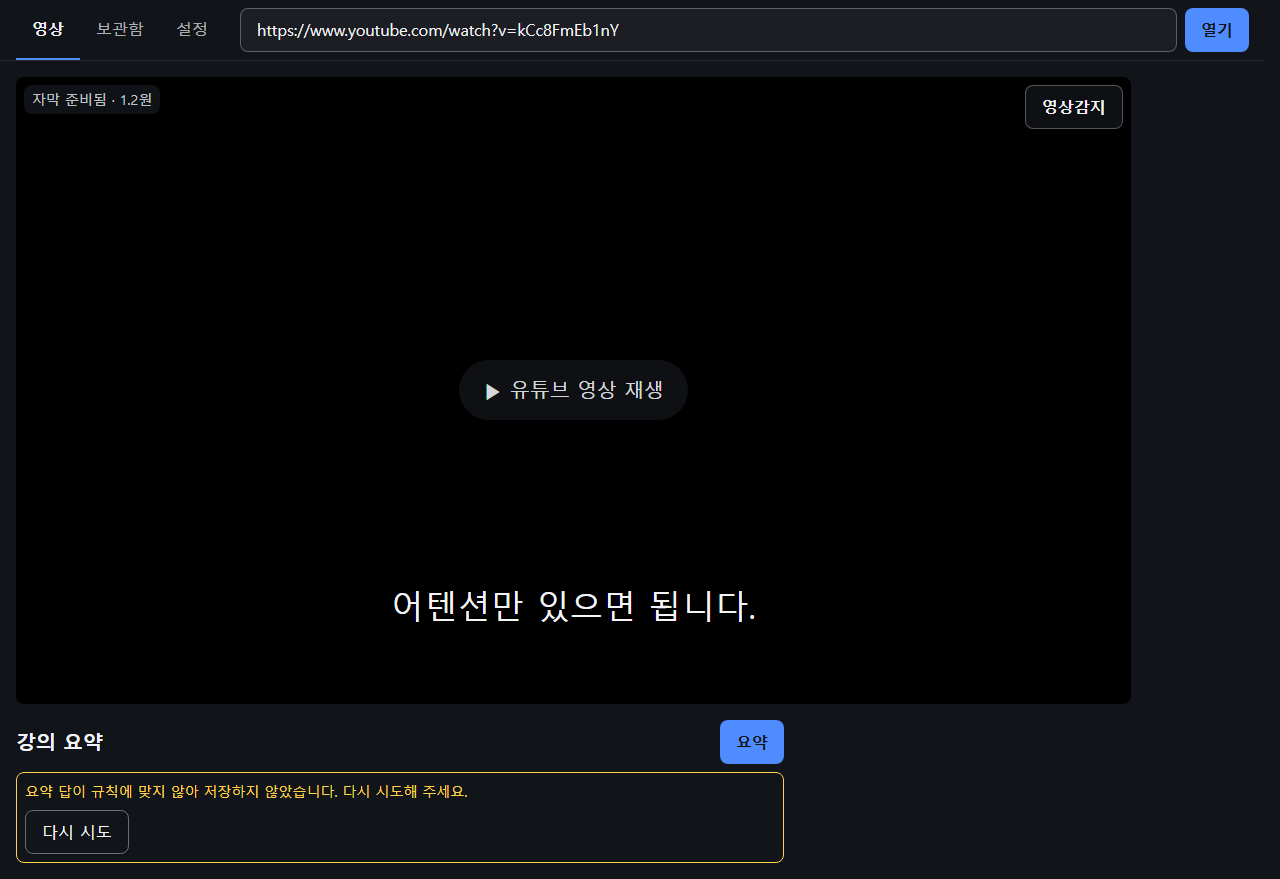 영상 보관함 설정 https://www.youtube.com/watch?v=kCc8FmEb1nY 열기
자막 준비됨 · 1.2원
영상감지
▶ 유튜브 영상 재생
어텐션만 있으면 됩니다.
강의 요약
요약
요약 답이 규칙에 맞지 않아 저장하지 않았습니다. 다시 시도해 주세요.
다시 시도